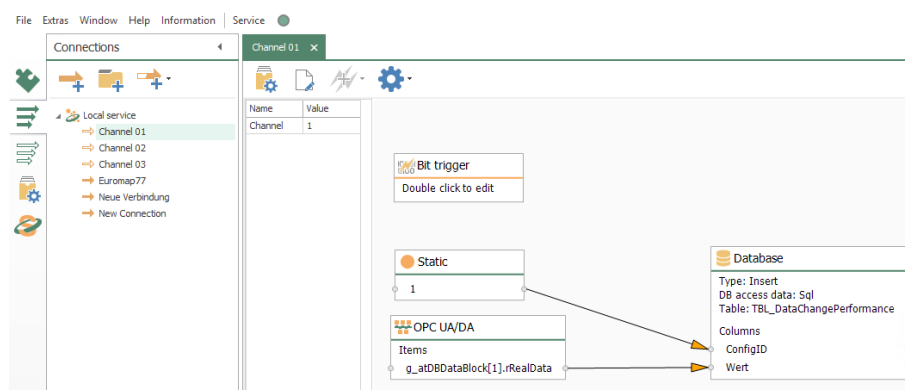 File Extras Window Help Information Service
Connections
Channel 01
Local service
Channel 01
Channel 02
Channel 03
Euromap77
Neue Verbindung
New Connection
Name Value
Channel 1
Bit trigger
Double click to edit
Static
1
OPC UA/DA
Items
g_atDBDataBlock[1].rRealData
Database
Type: Insert
DB access data: Sql
Table: TBL_DataChangePerformance
Columns
ConfigID
Wert